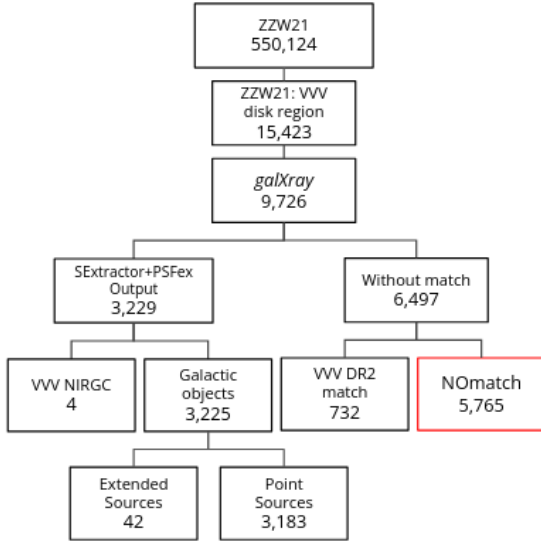 ZZW21
550,124
ZZW21: VVV
disk region
15,423
galXray
9,726
SExtractor+PSFex
Output
3,229
Without match
6,497
VVV NIRGC
4
Galactic
objects
3,225
VVV DR2
match
732
NOmatch
5,765
Extended
Sources
42
Point
Sources
3,183